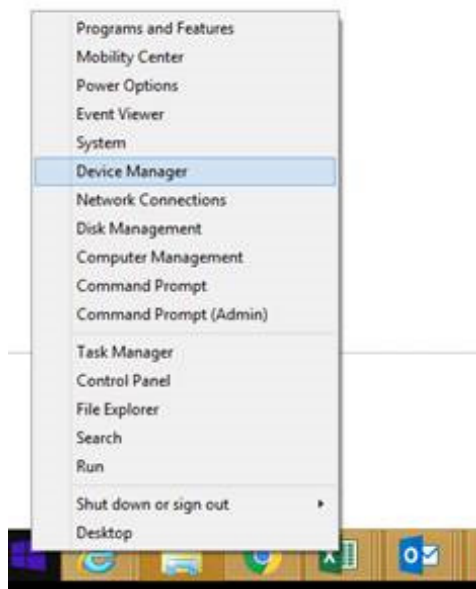 Programs and Features
Mobility Center
Power Options
Event Viewer
System
Device Manager
Network Connections
Disk Management
Computer Management
Command Prompt
Command Prompt (Admin)
Task Manager
Control Panel
File Explorer
Search
Run
Shut down or sign out
Desktop